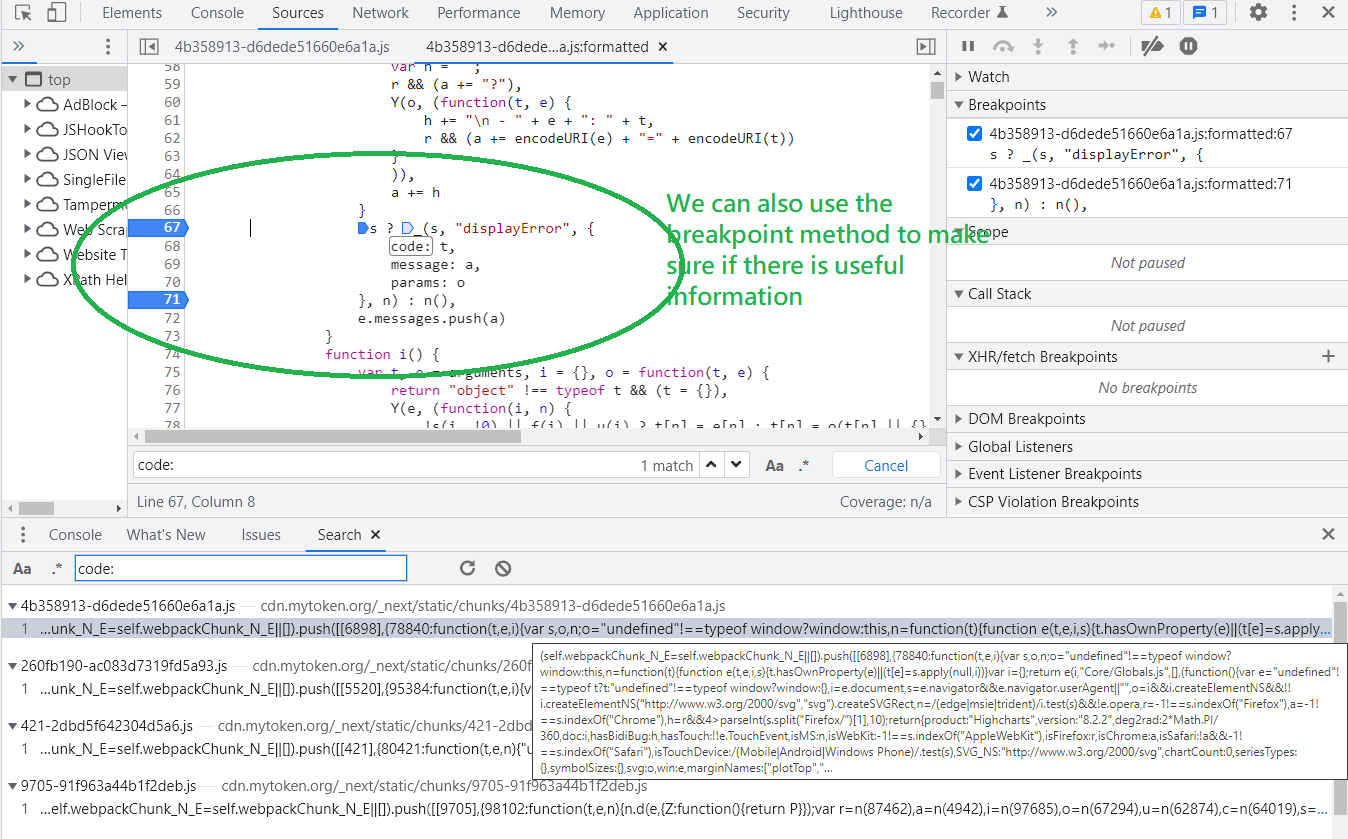 Elements Console Sources Network Performance Memory Application Security Lighthouse Recorder 1 1
4b358913-d6dede51660e6a1a.js 4b358913-d6dede…a.js:formatted
top
AdBlock –
JSHookTo
JSON View
SingleFile
Tamperm
Web Scra
Website T
XPath Hel
58 var h = "";
59 r && (a += "?"),
60 Y(o, (function(t, e) {
61 h += "\n - " + e + ": " + t,
62 r && (a += encodeURI(e) + "=" + encodeURI(t))
63 }
64 )),
65 a += h
66 }
67 s ? _(s, "displayError", {
68 code: t,
69 message: a,
70 params: o
71 }, n) : n(),
72 e.messages.push(a)
73 }
74 function i() {
75 var t, e = arguments, i = {}, o = function(t, e) {
76 return "object" !== typeof t && (t = {}),
77 Y(e, (function(i, n) {
78 !s(i, !0) || f(i) || u(i) ? t[n] = e[n] : t[n] = o(t[n] || {}
We can also use the
breakpoint method to make
sure if there is useful
information
code: 1 match Aa .* Cancel
Line 67, Column 8 Coverage: n/a
Watch
Breakpoints
4b358913-d6dede51660e6a1a.js:formatted:67
s ? _(s, "displayError", {
4b358913-d6dede51660e6a1a.js:formatted:71
}, n) : n(),
Scope
Not paused
Call Stack
Not paused
XHR/fetch Breakpoints
No breakpoints
DOM Breakpoints
Global Listeners
Event Listener Breakpoints
CSP Violation Breakpoints
Console What's New Issues Search
Aa .* code:
4b358913-d6dede51660e6a1a.js — cdn.mytoken.org/_next/static/chunks/4b358913-d6dede51660e6a1a.js
1 …unk_N_E=self.webpackChunk_N_E||[]).push([[6898],{78840:function(t,e,i){var s,o,n;o="undefined"!==typeof window?window:this,n=function(t){function e(t,e,i,s){t.hasOwnProperty(e)||(t[e]=s.apply…
260fb190-ac083d7319fd5a93.js — cdn.mytoken.org/_next/static/chunks/260f
1 …unk_N_E=self.webpackChunk_N_E||[]).push([[5520],{95384:function(t,e,i){v
421-2dbd5f642304d5a6.js — cdn.mytoken.org/_next/static/chunks/421-2dbd
1 …unk_N_E=self.webpackChunk_N_E||[]).push([[421],{80421:function(t,e,n){"u
9705-91f963a44b1f2deb.js — cdn.mytoken.org/_next/static/chunks/9705-91f963a44b1f2deb.js
1 …elf.webpackChunk_N_E=self.webpackChunk_N_E||[]).push([[9705],{98102:function(t,e,n){n.d(e,{Z:function(){return P}});var r=n(87462),a=n(4942),i=n(97685),o=n(67294),u=n(62874),c=n(64019),s=…
(self.webpackChunk_N_E=self.webpackChunk_N_E||[]).push([[6898],{78840:function(t,e,i){var s,o,n;o="undefined"!==typeof window?
window:this,n=function(t){function e(t,e,i,s){t.hasOwnProperty(e)||(t[e]=s.apply(null,i))}var i={};return e(i,"Core/Globals.js",[],(function(){var e="undefined"!
==typeof t?t:"undefined"!==typeof window?window:{},i=e.document,s=e.navigator&&e.navigator.userAgent||"",o=i&&i.createElementNS&&!!
i.createElementNS("http://www.w3.org/2000/svg","svg").createSVGRect,n=/(edge|msie|trident)/i.test(s)&&!e.opera,r=-1!==s.indexOf("Firefox"),a=-1!
==s.indexOf("Chrome"),h=r&&4>parseInt(s.split("Firefox/")[1],10);return{product:"Highcharts",version:"8.2.2",deg2rad:2*Math.PI/
360,doc:i,hasBidiBug:h,hasTouch:!!e.TouchEvent,isMS:n,isWebKit:-1!==s.indexOf("AppleWebKit"),isFirefox:r,isChrome:a,isSafari:!a&&-1!
==s.indexOf("Safari"),isTouchDevice:/(Mobile|Android|Windows Phone)/.test(s),SVG_NS:"http://www.w3.org/2000/svg",chartCount:0,seriesTypes:
{},symbolSizes:{},svg:o,win:e,marginNames:["plotTop","…